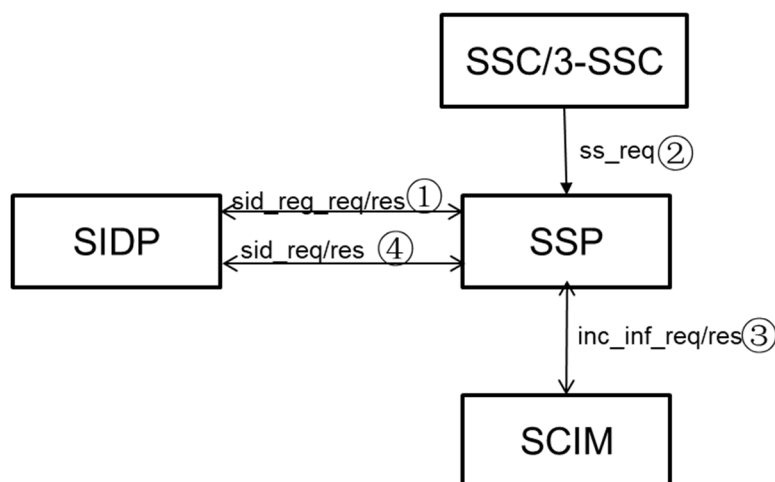 SSC/3-SSC
ss_req②
sid_reg_req/res①
SIDP
SSP
sid_req/res ④
inc_inf_req/res③
SCIM